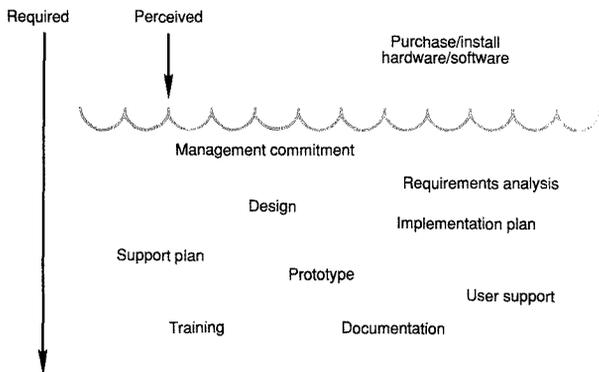 Required
Perceived
Purchase/install
hardware/software
Management commitment
Requirements analysis
Design
Implementation plan
Support plan
Prototype
User support
Training
Documentation